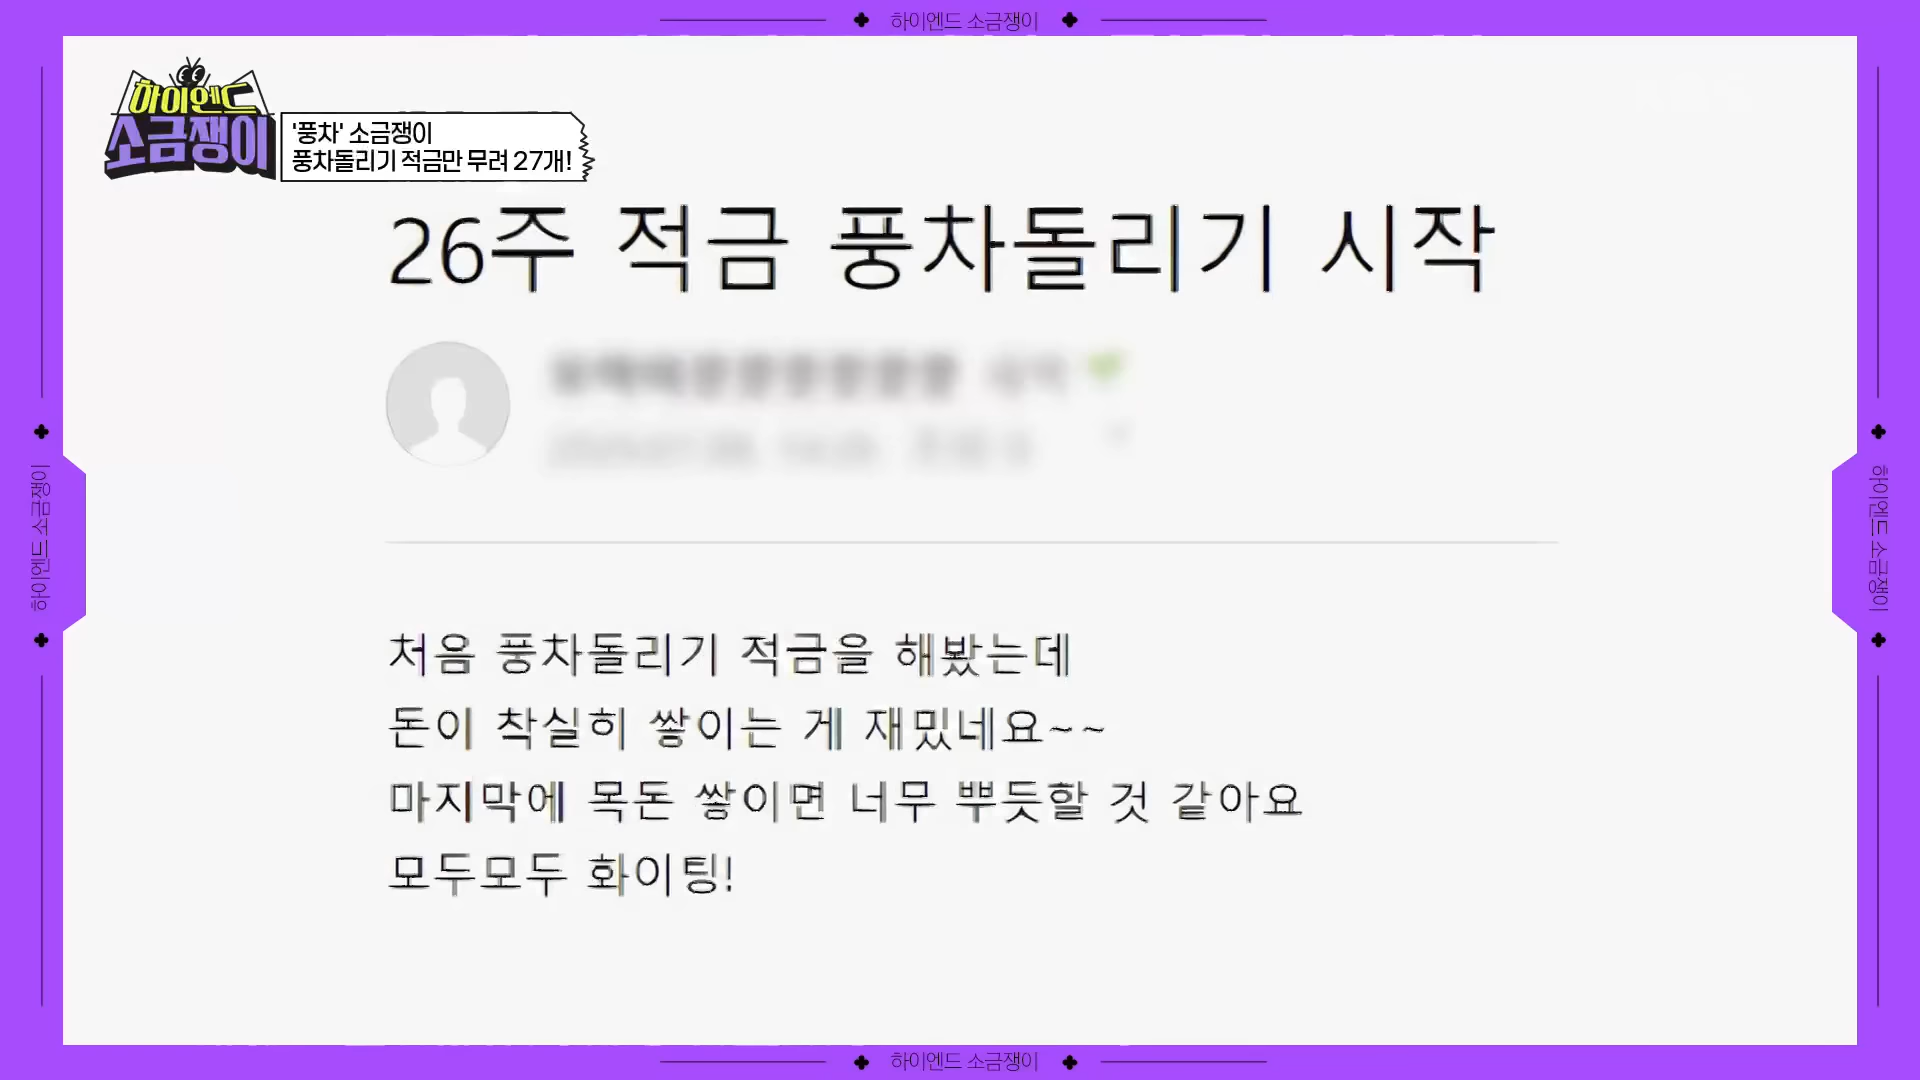 하이엔드 소금쟁이
하이엔드
소금쟁이
'풍차' 소금쟁이
풍차돌리기 적금만 무려 27개!
26주 적금 풍차돌리기 시작
처음 풍차돌리기 적금을 해봤는데
돈이 착실히 쌓이는 게 재밌네요~~
마지막에 목돈 쌓이면 너무 뿌듯할 것 같아요
모두모두 화이팅!
하이엔드 소금쟁이
하이엔드 소금쟁이
하이엔드 소금쟁이